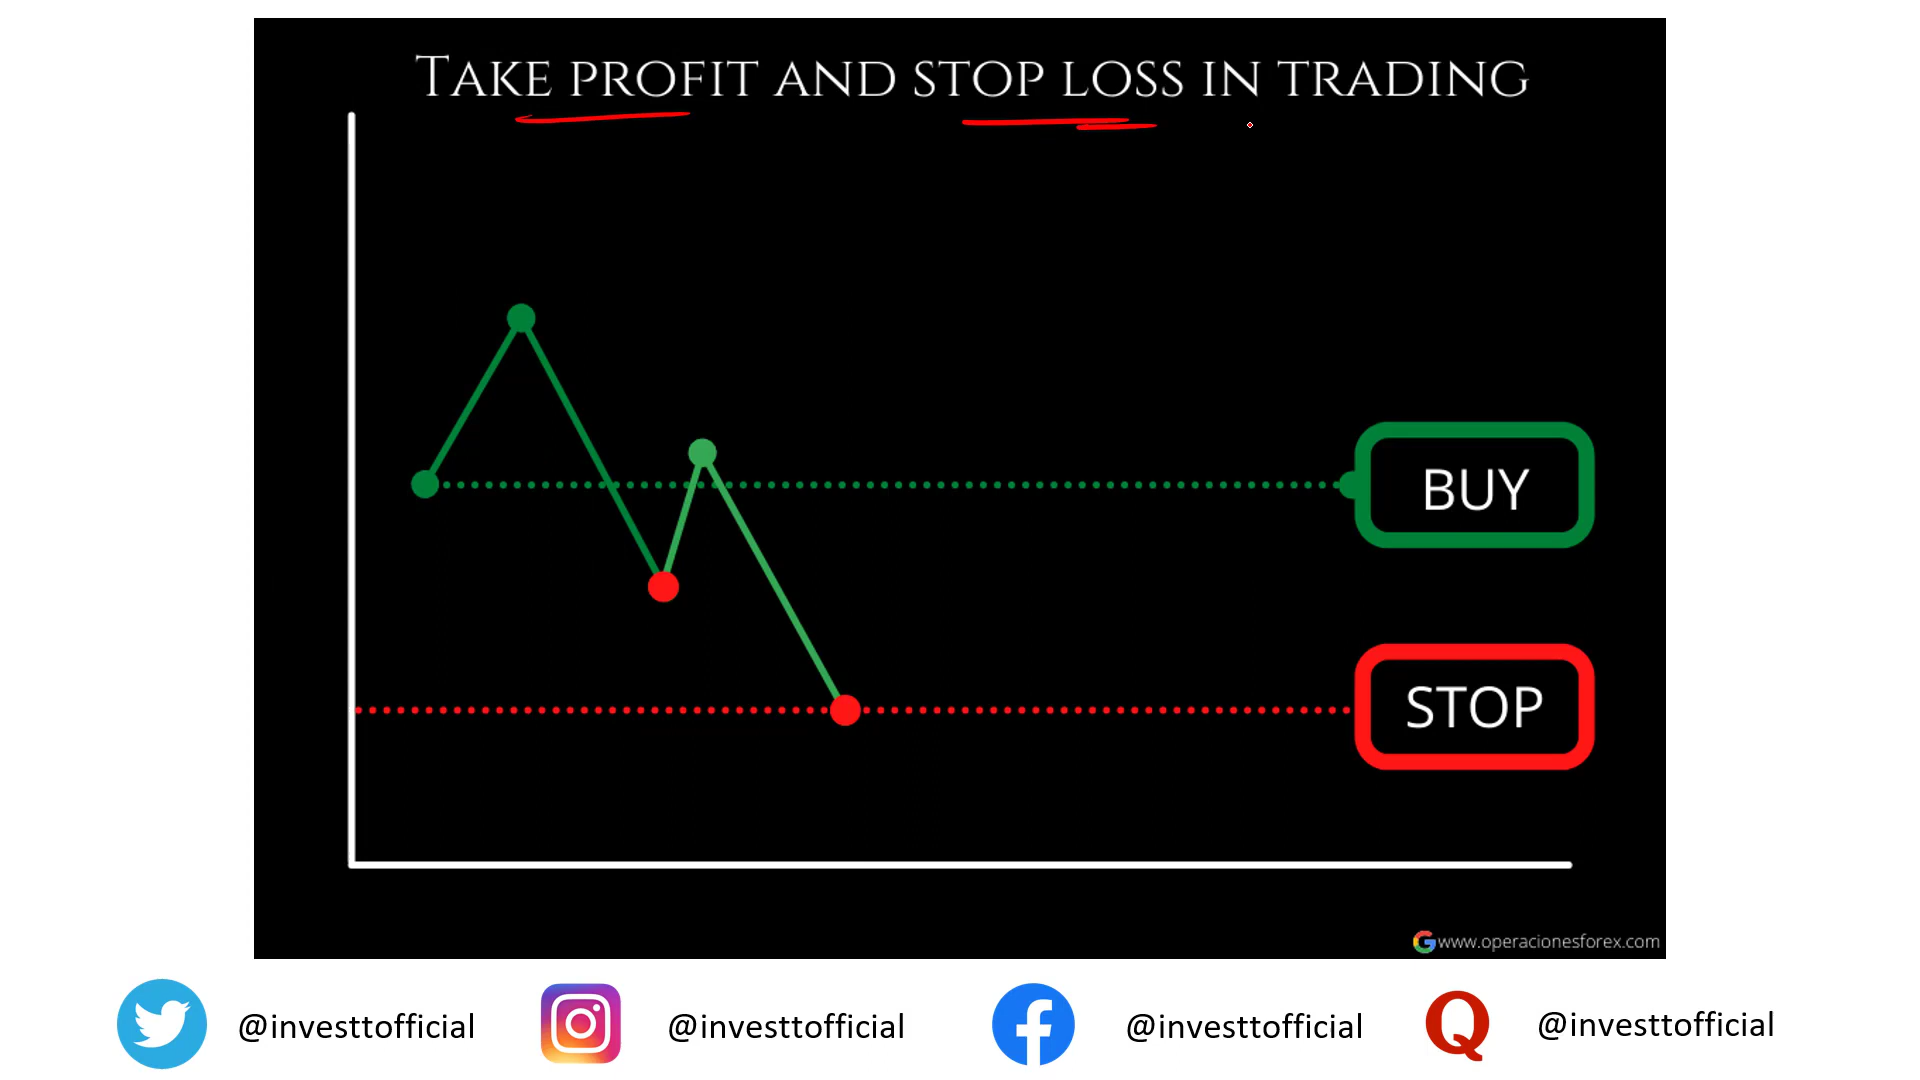 Take profit and stop loss in trading
BUY
STOP
www.operacionesforex.com
@investtofficial
@investtofficial
@investtofficial
@investtofficial